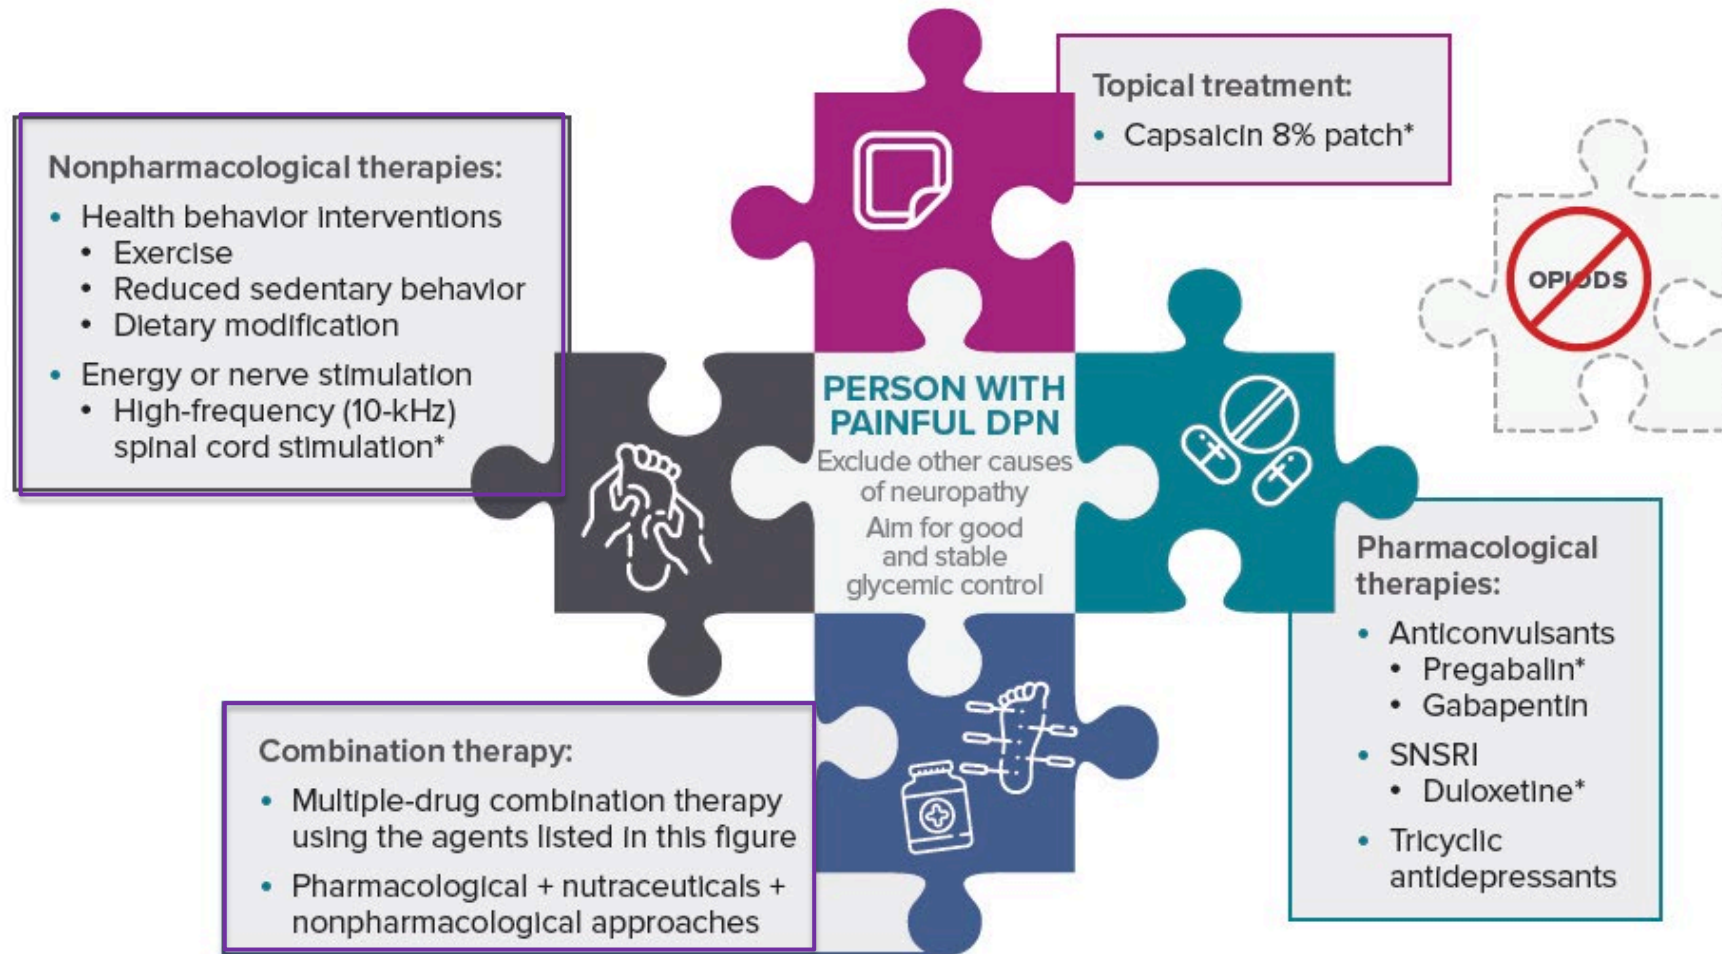 Topical treatment:
• Capsaicin 8% patch*
Nonpharmacological therapies:
• Health behavior interventions
• Exercise
• Reduced sedentary behavior
• Dietary modification
• Energy or nerve stimulation
• High-frequency (10-kHz)
spinal cord stimulation*
OPIODS
PERSON WITH
PAINFUL DPN
Exclude other causes
of neuropathy
Aim for good
and stable
glycemic control
Pharmacological
therapies:
• Anticonvulsants
• Pregabalin*
• Gabapentin
• SNSRI
• Duloxetine*
• Tricyclic
antidepressants
Combination therapy:
• Multiple-drug combination therapy
using the agents listed in this figure
• Pharmacological + nutraceuticals +
nonpharmacological approaches